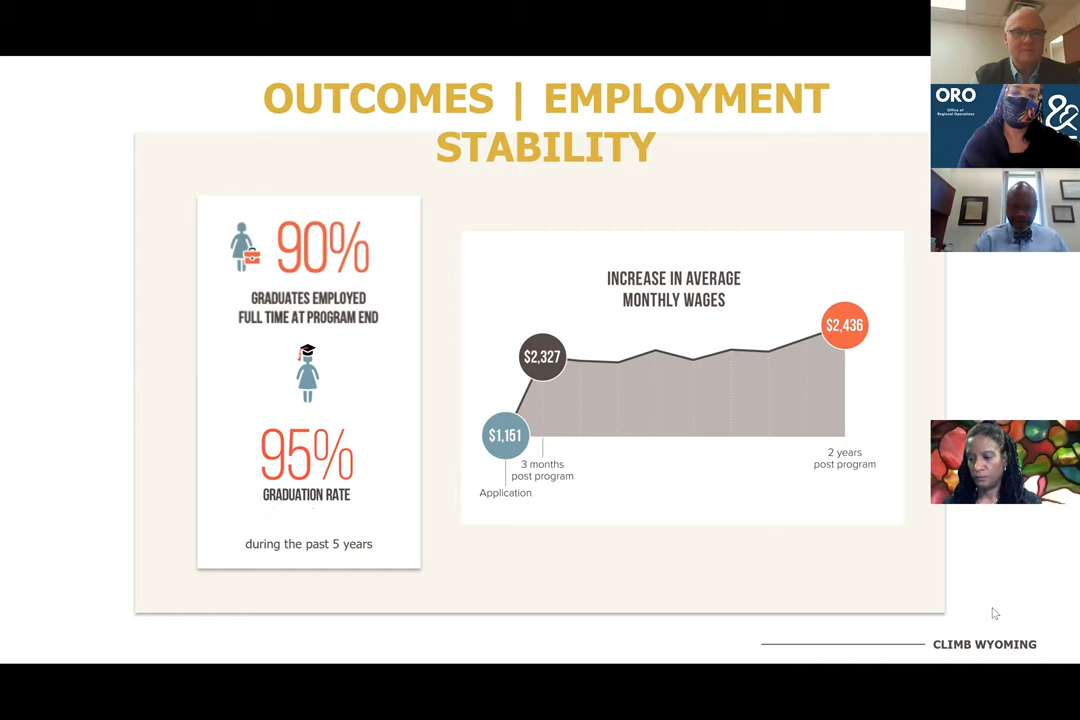 OUTCOMES | EMPLOYMENT
STABILITY
90%
GRADUATES EMPLOYED
FULL TIME AT PROGRAM END
95%
GRADUATION RATE
during the past 5 years
INCREASE IN AVERAGE
MONTHLY WAGES
$1,151
$2,327
$2,436
Application
3 months
post program
2 years
post program
CLIMB WYOMING
ORO
Office of
Regional Operations
&